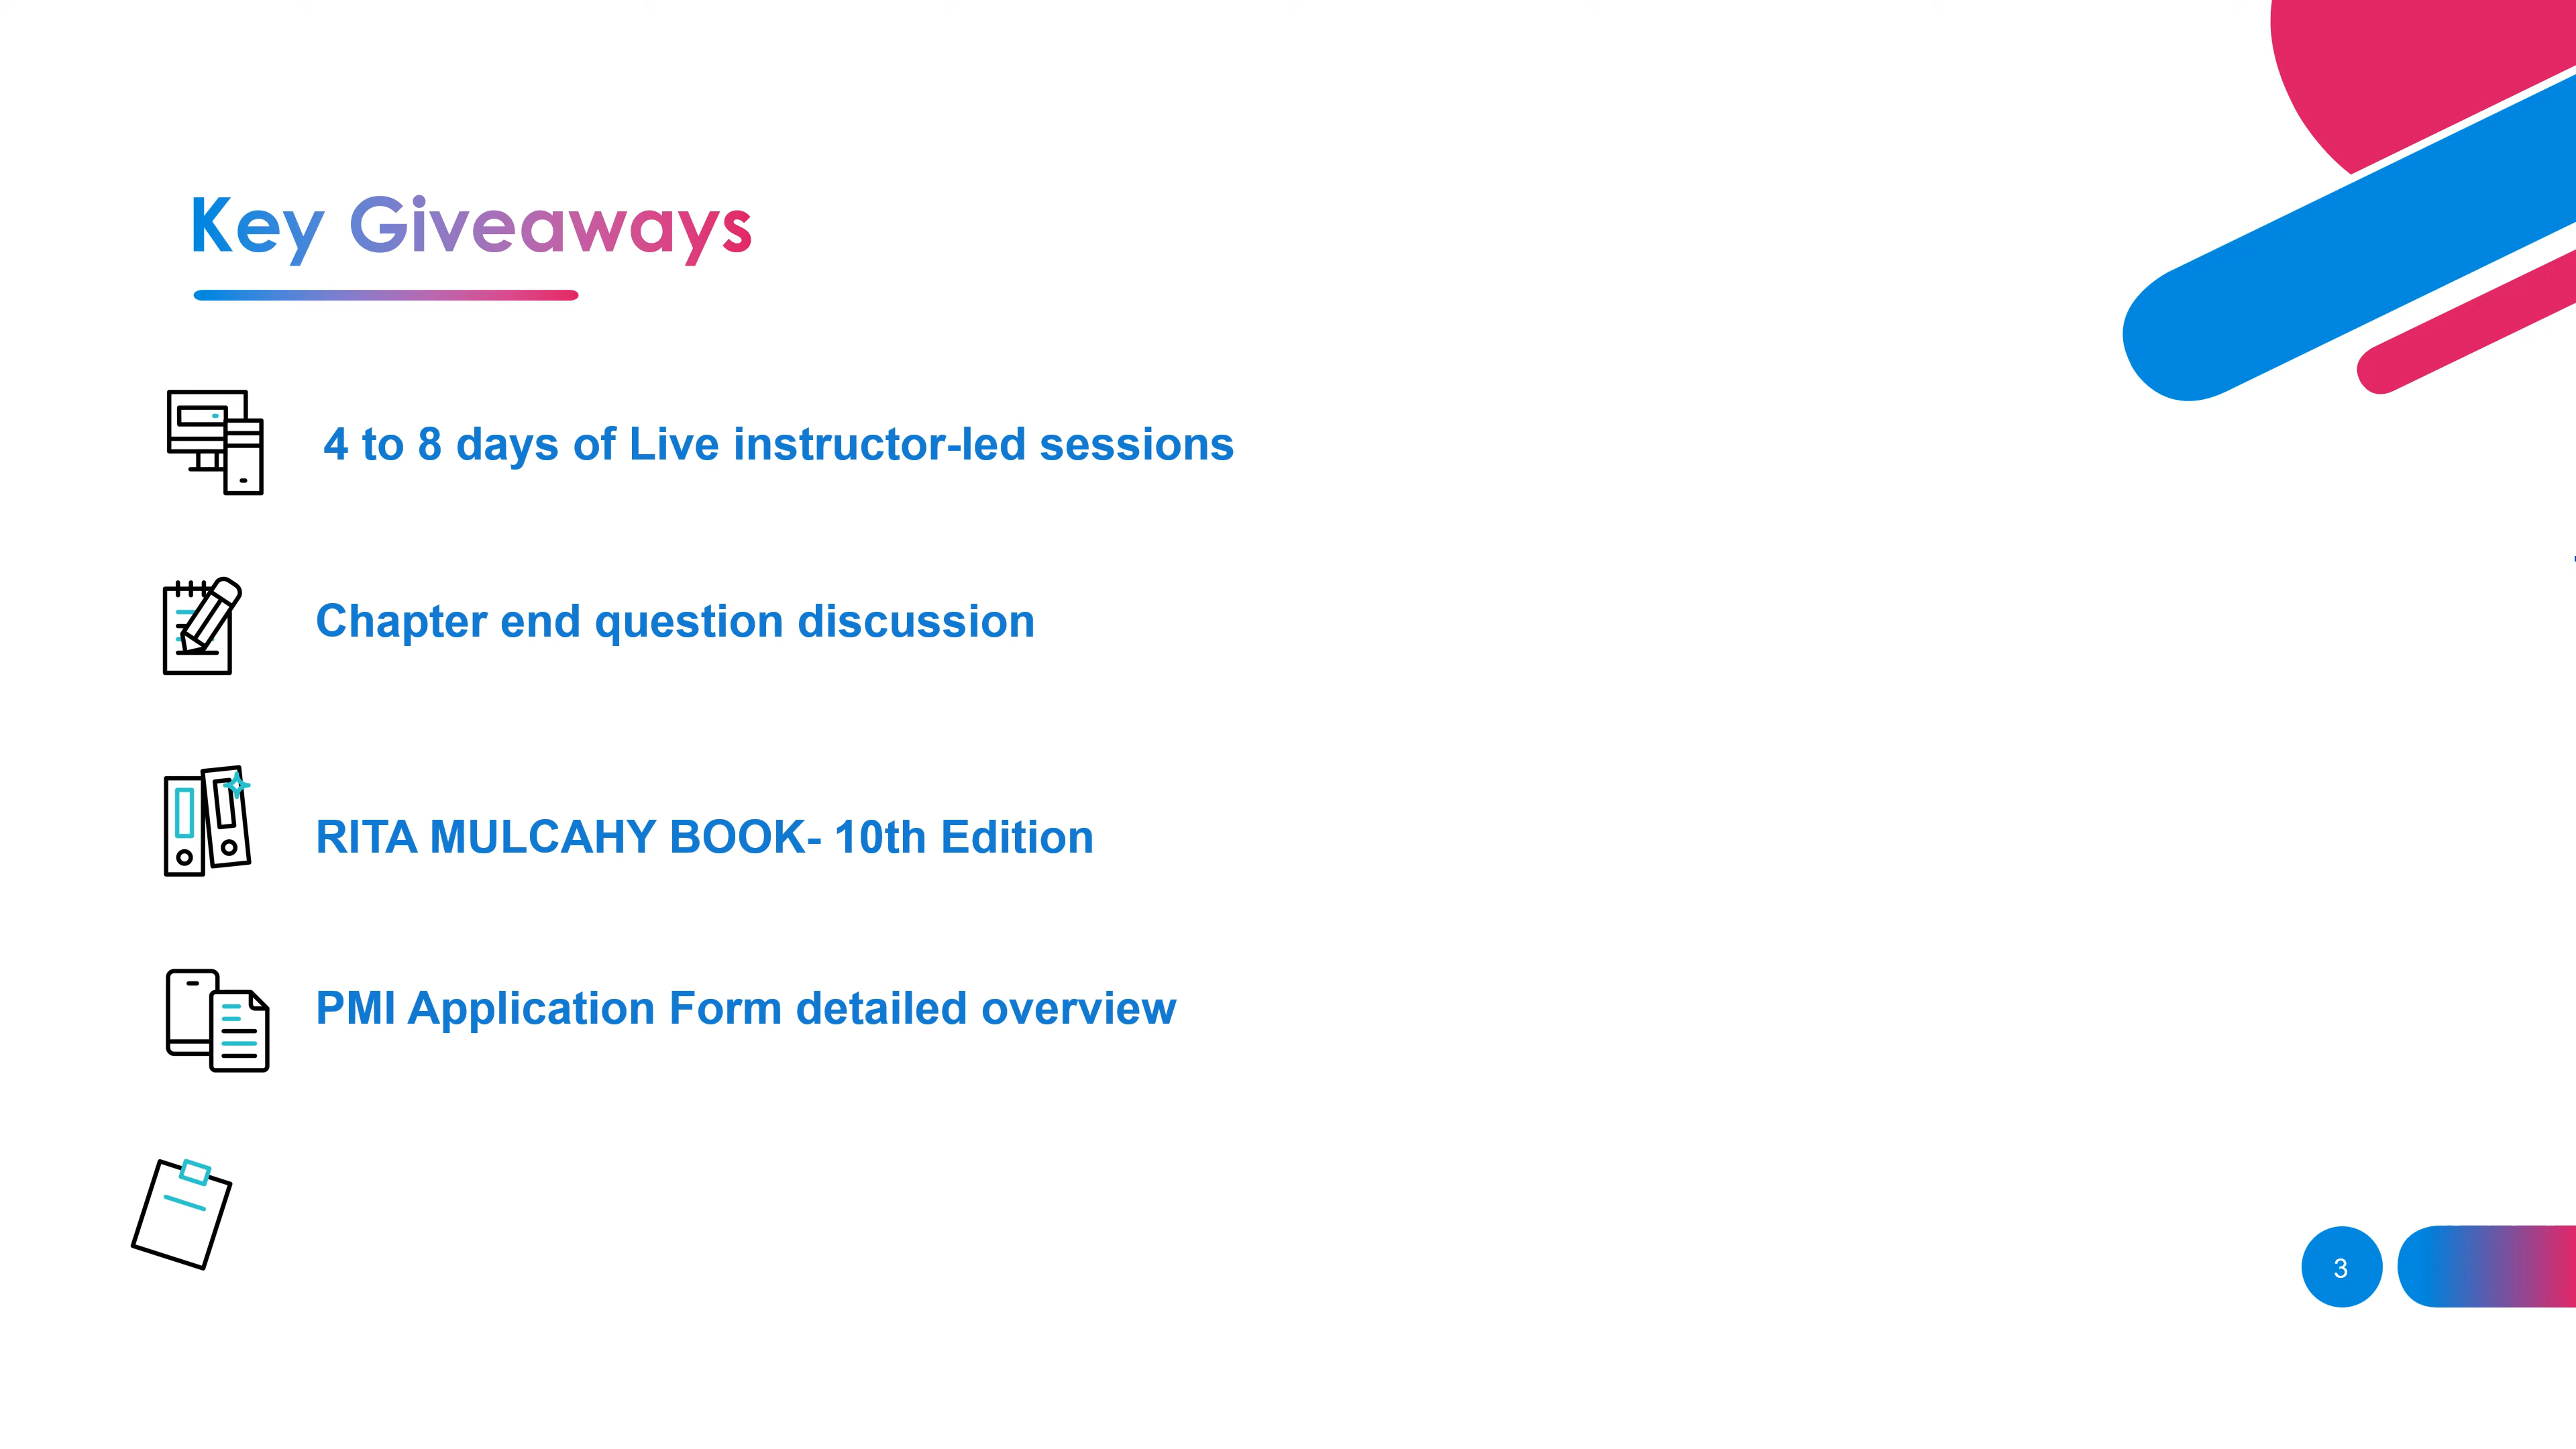 Key Giveaways
4 to 8 days of Live instructor-led sessions
Chapter end question discussion
RITA MULCAHY BOOK- 10th Edition
PMI Application Form detailed overview
3